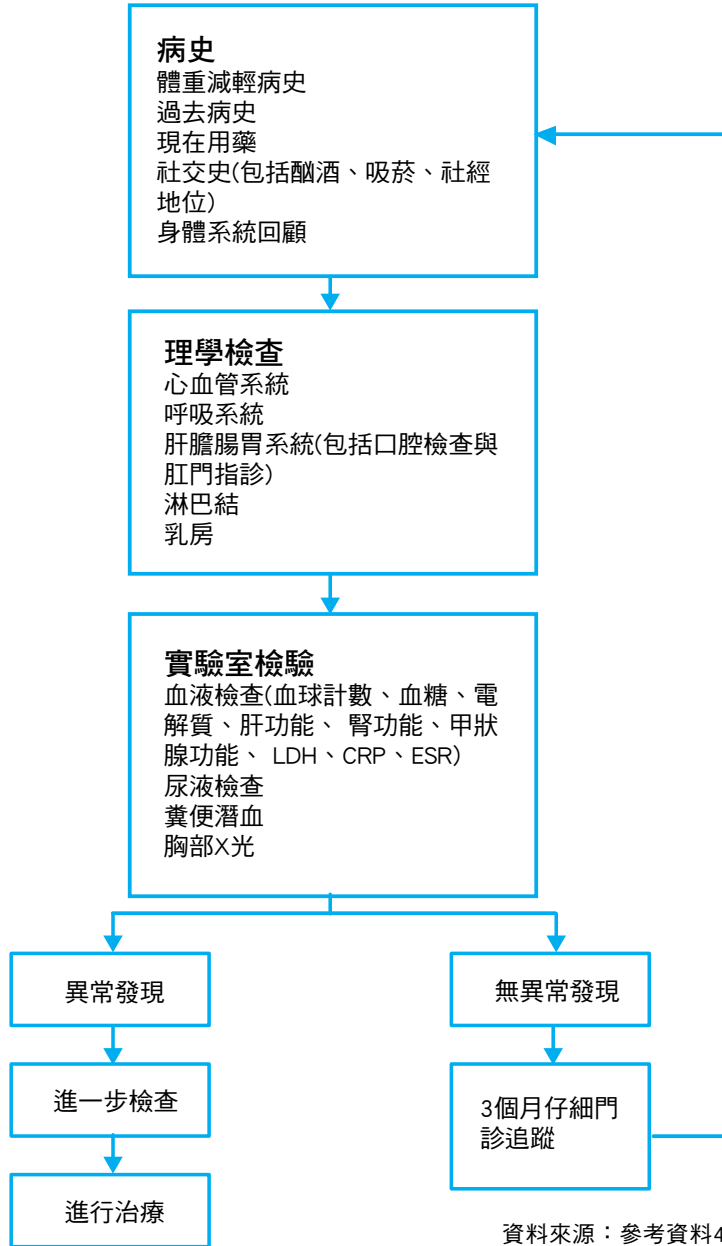 病史
體重減輕病史
過去病史
現在用藥
社交史(包括酗酒、吸菸、社經
地位)
身體系統回顧
理學檢查
心血管系統
呼吸系統
肝膽腸胃系統(包括口腔檢查與
肛門指診)
淋巴結
乳房
實驗室檢驗
血液檢查(血球計數、血糖、電
解質、肝功能、 腎功能、甲狀
腺功能、 LDH、CRP、ESR)
尿液檢查
糞便潛血
胸部X光
異常發現
無異常發現
進一步檢查
3個月仔細門
診追蹤
進行治療
資料來源：參考資料4